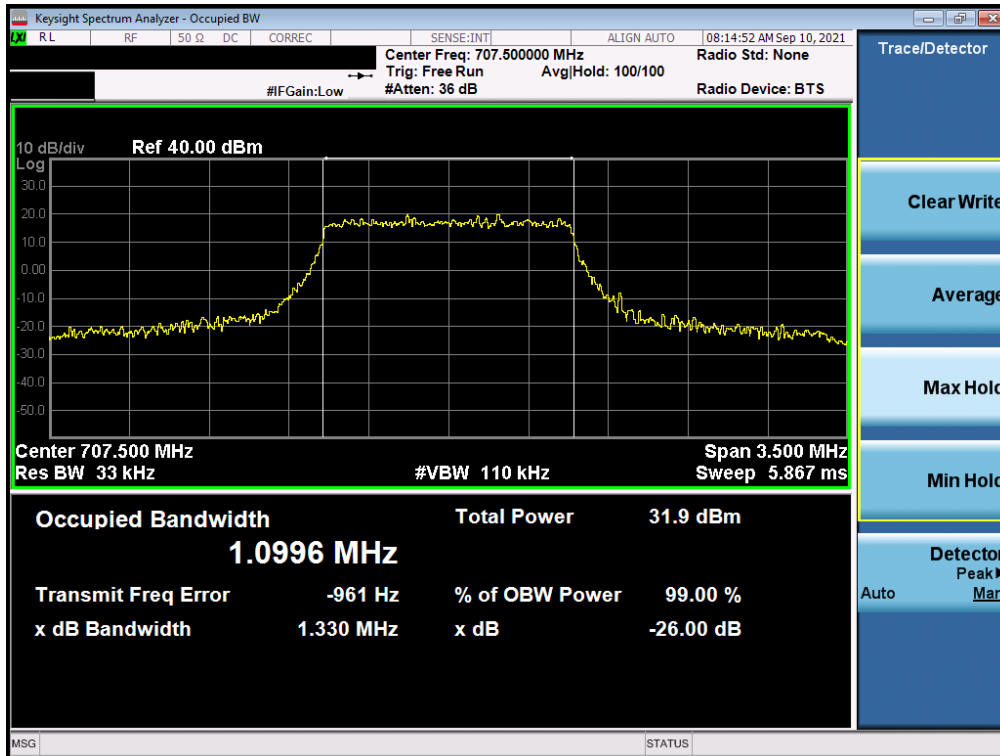 Keysight Spectrum Analyzer - Occupied BW
LXI RL RF 50 Ω DC CORREC SENSE:INT ALIGN AUTO 08:14:52 AM Sep 10, 2021
Center Freq: 707.500000 MHz Radio Std: None
Trig: Free Run Avg|Hold: 100/100
#IFGain:Low #Atten: 36 dB Radio Device: BTS
10 dB/div Ref 40.00 dBm
Log
30.0
20.0
10.0
0.00
-10.0
-20.0
-30.0
-40.0
-50.0
Center 707.500 MHz Span 3.500 MHz
Res BW 33 kHz #VBW 110 kHz Sweep 5.867 ms
Occupied Bandwidth Total Power 31.9 dBm
1.0996 MHz
Transmit Freq Error -961 Hz % of OBW Power 99.00 %
x dB Bandwidth 1.330 MHz x dB -26.00 dB
MSG STATUS
Trace/Detector
Clear Write
Average
Max Hold
Min Hold
Detector
Peak
Auto Man